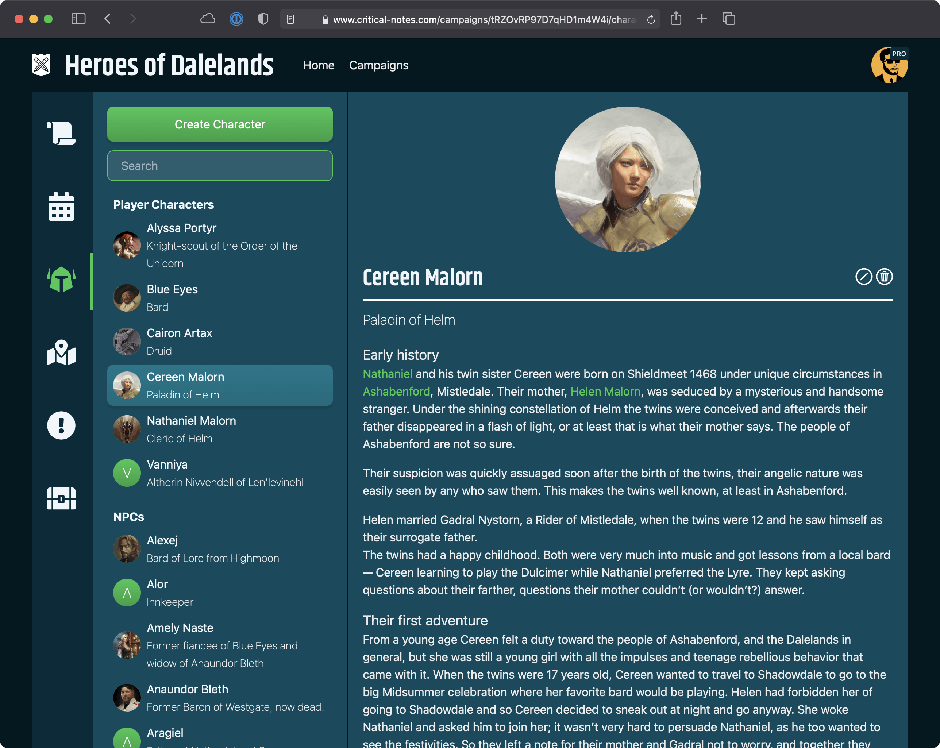 www.critical-notes.com/campaigns/tRZOvRP97D7qHD1m4W4i/chara
Heroes of Dalelands
Home
Campaigns
PRO
Create Character
Search
Player Characters
Alyssa Portyr
Knight-scout of the Order of the
Unicorn
Blue Eyes
Bard
Cairon Artax
Druid
Cereen Malorn
Paladin of Helm
Nathaniel Malorn
Cleric of Helm
V
Vanniya
Altherin Nivvendell of Len'levinohl
NPCs
Alexej
Bard of Lore from Highmoon
A
Alor
Innkeeper
Amely Naste
Former fiancee of Blue Eyes and
widow of Anaundor Bleth
Anaundor Bleth
Former Baron of Westgate, now dead.
A
Aragiel
Cereen Malorn
Paladin of Helm
Early history
Nathaniel and his twin sister Cereen were born on Shieldmeet 1468 under unique circumstances in
Ashabenford, Mistledale. Their mother, Helen Malorn, was seduced by a mysterious and handsome
stranger. Under the shining constellation of Helm the twins were conceived and afterwards their
father disappeared in a flash of light, or at least that is what their mother says. The people of
Ashabenford are not so sure.
Their suspicion was quickly assuaged soon after the birth of the twins, their angelic nature was
easily seen by any who saw them. This makes the twins well known, at least in Ashabenford.
Helen married Gadral Nystorn, a Rider of Mistledale, when the twins were 12 and he saw himself as
their surrogate father.
The twins had a happy childhood. Both were very much into music and got lessons from a local bard
— Cereen learning to play the Dulcimer while Nathaniel preferred the Lyre. They kept asking
questions about their farther, questions their mother couldn't (or wouldn't?) answer.
Their first adventure
From a young age Cereen felt a duty toward the people of Ashabenford, and the Dalelands in
general, but she was still a young girl with all the impulses and teenage rebellious behavior that
came with it. When the twins were 17 years old, Cereen wanted to travel to Shadowdale to go to the
big Midsummer celebration where her favorite bard would be playing. Helen had forbidden her of
going to Shadowdale and so Cereen decided to sneak out at night and go anyway. She woke
Nathaniel and asked him to join her; it wasn't very hard to persuade Nathaniel, as he too wanted to
see the festivities. So they left a note for their mother and Gadral not to worry, and together they